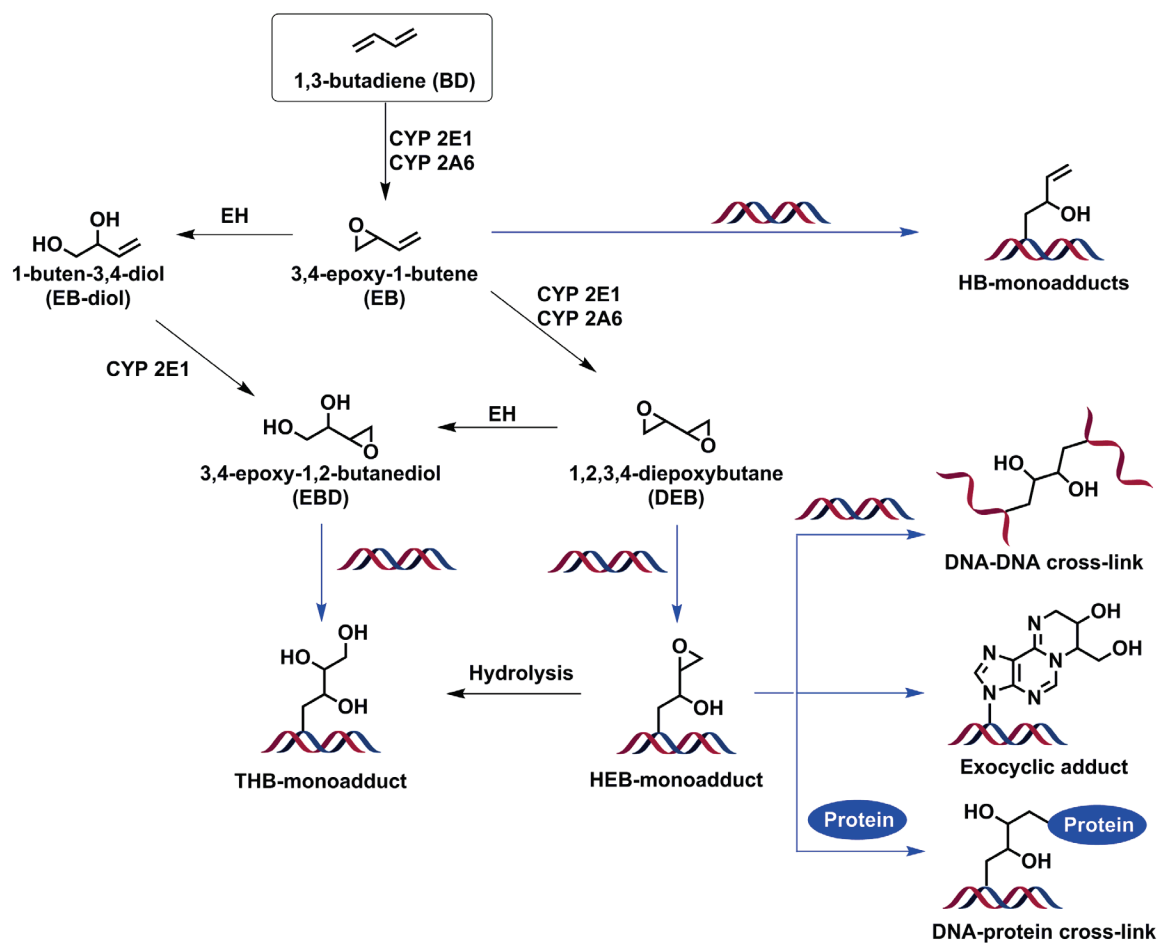 1,3-butadiene (BD)
CYP 2E1
CYP 2A6
OH
HO
1-buten-3,4-diol
(EB-diol)
EH
O
3,4-epoxy-1-butene
(EB)
OH
HB-monoadducts
CYP 2E1
CYP 2A6
CYP 2E1
OH
HO
O
3,4-epoxy-1,2-butanediol
(EBD)
EH
O
O
1,2,3,4-diepoxybutane
(DEB)
HO
OH
DNA-DNA cross-link
OH
HO
OH
THB-monoadduct
Hydrolysis
O
OH
HEB-monoadduct
OH
N
OH
N
N
N
N
Exocyclic adduct
Protein
HO
Protein
OH
DNA-protein cross-link